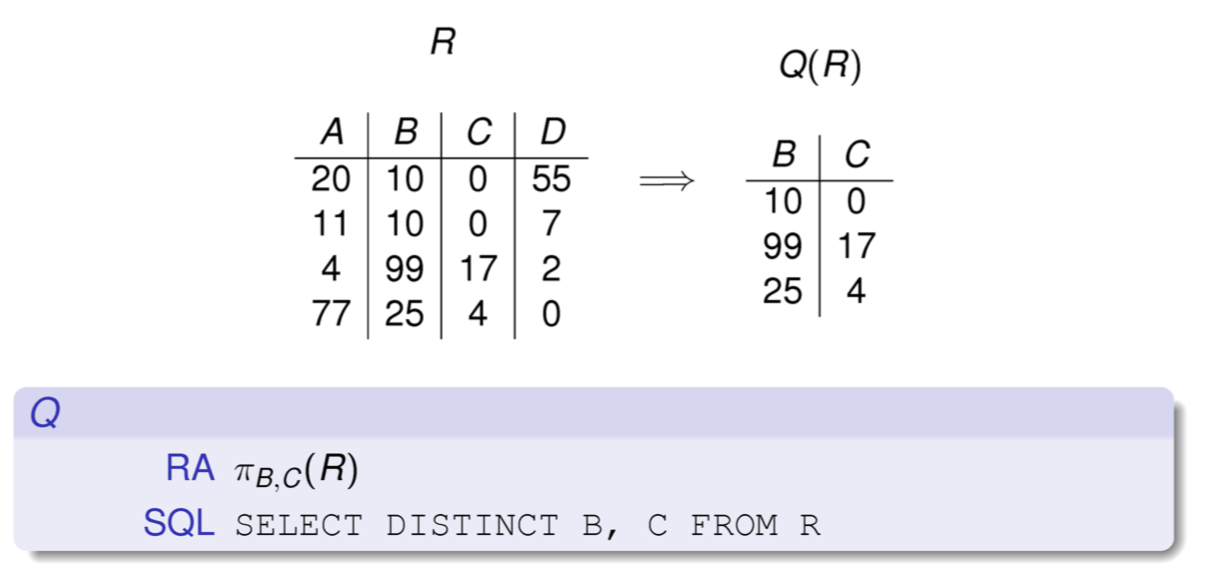 R
Q(R)
A B C D
20 10 0 55
11 10 0 7
4 99 17 2
77 25 4 0
⟹
B C
10 0
99 17
25 4
Q
RA π_{B,C}(R)
SQL SELECT DISTINCT B, C FROM R